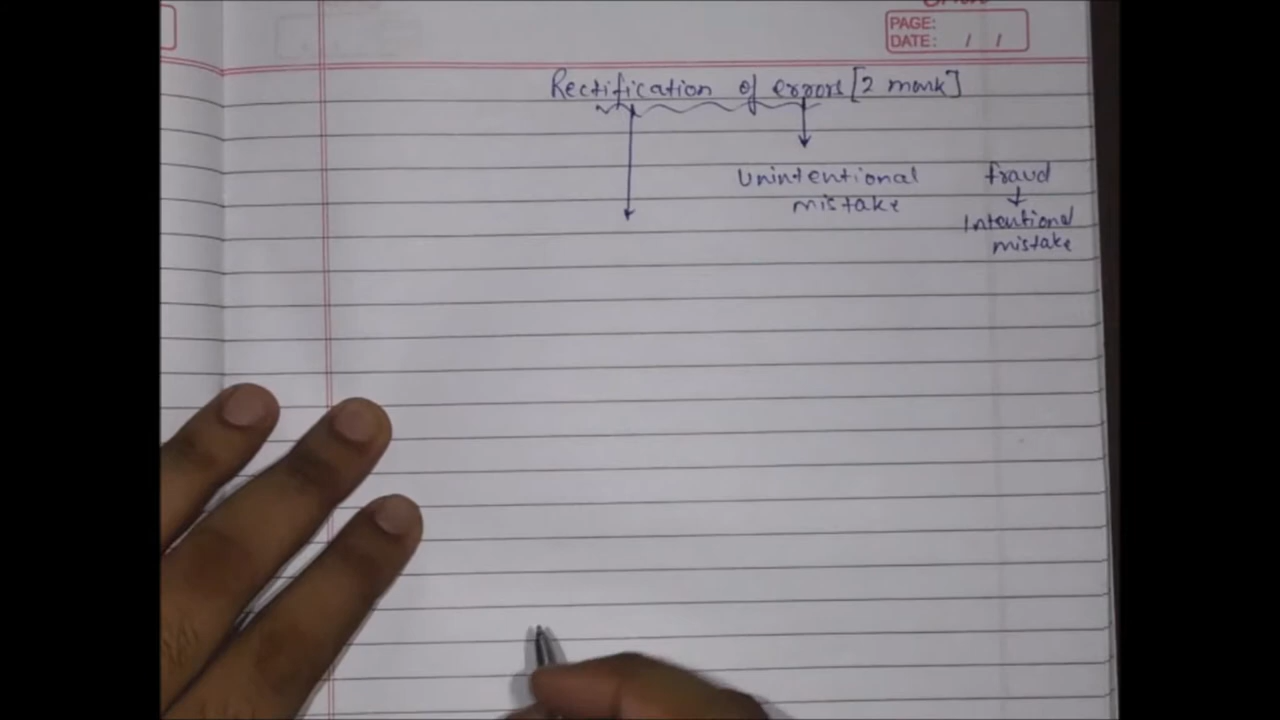 PAGE:
DATE: / /
Rectification of errors [2 mark]
Unintentional
mistake
fraud
Intentional
mistake